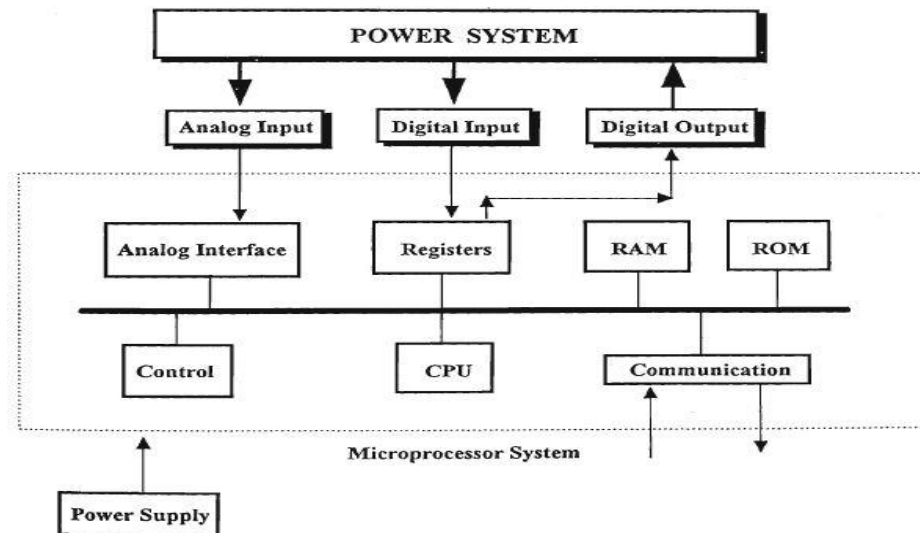 POWER SYSTEM
Analog Input
Digital Input
Digital Output
Analog Interface
Registers
RAM
ROM
Control
CPU
Communication
Microprocessor System
Power Supply